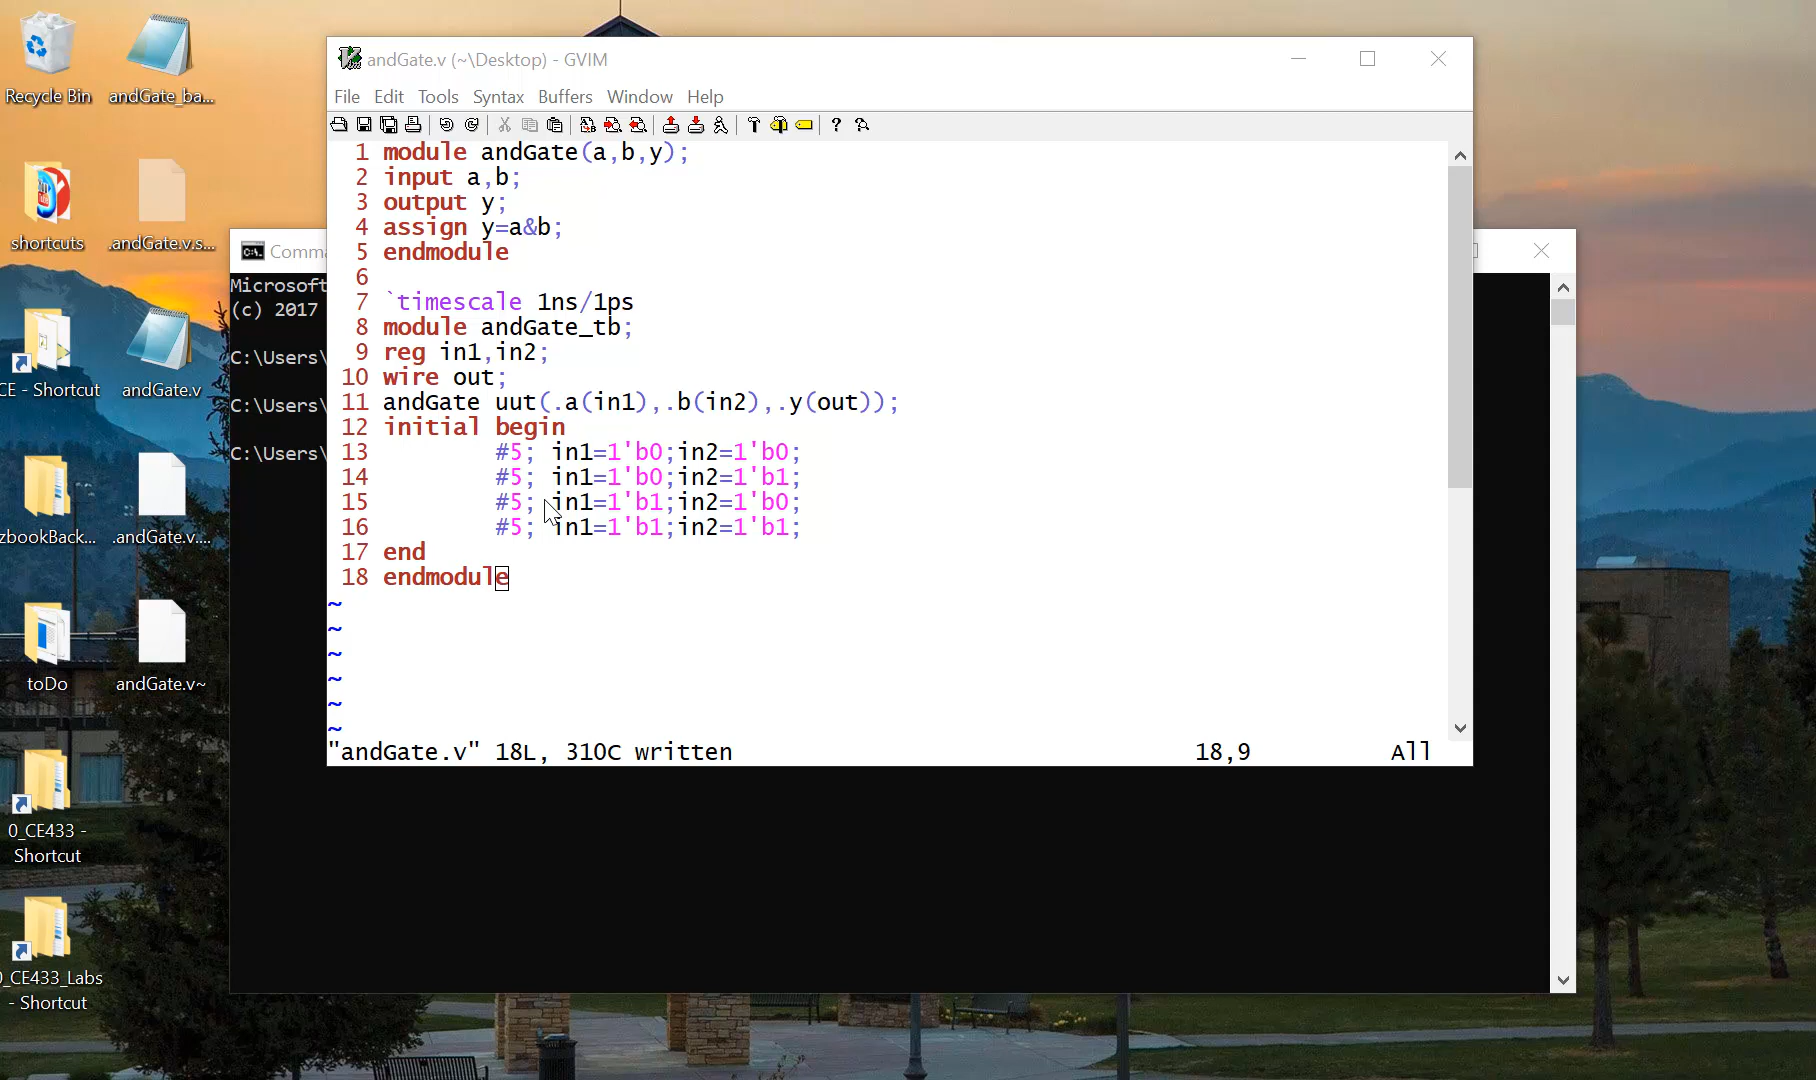 Recycle Bin
andGate_ba...
shortcuts
.andGate.v.s...
CE - Shortcut
andGate.v
zbookBack...
.andGate.v....
toDo
andGate.v~
0_CE433 -
Shortcut
0_CE433_Labs
- Shortcut
andGate.v (~\Desktop) - GVIM
File Edit Tools Syntax Buffers Window Help
1 module andGate(a,b,y);
2 input a,b;
3 output y;
4 assign y=a&b;
5 endmodule
6
7 `timescale 1ns/1ps
8 module andGate_tb;
9 reg in1,in2;
10 wire out;
11 andGate uut(.a(in1),.b(in2),.y(out));
12 initial begin
13 #5; in1=1'b0;in2=1'b0;
14 #5; in1=1'b0;in2=1'b1;
15 #5; in1=1'b1;in2=1'b0;
16 #5; in1=1'b1;in2=1'b1;
17 end
18 endmodule
~
~
~
~
~
~
"andGate.v" 18L, 310C written 18,9 All
C:\. Comma
Microsoft
(c) 2017
C:\Users\
C:\Users\
C:\Users\